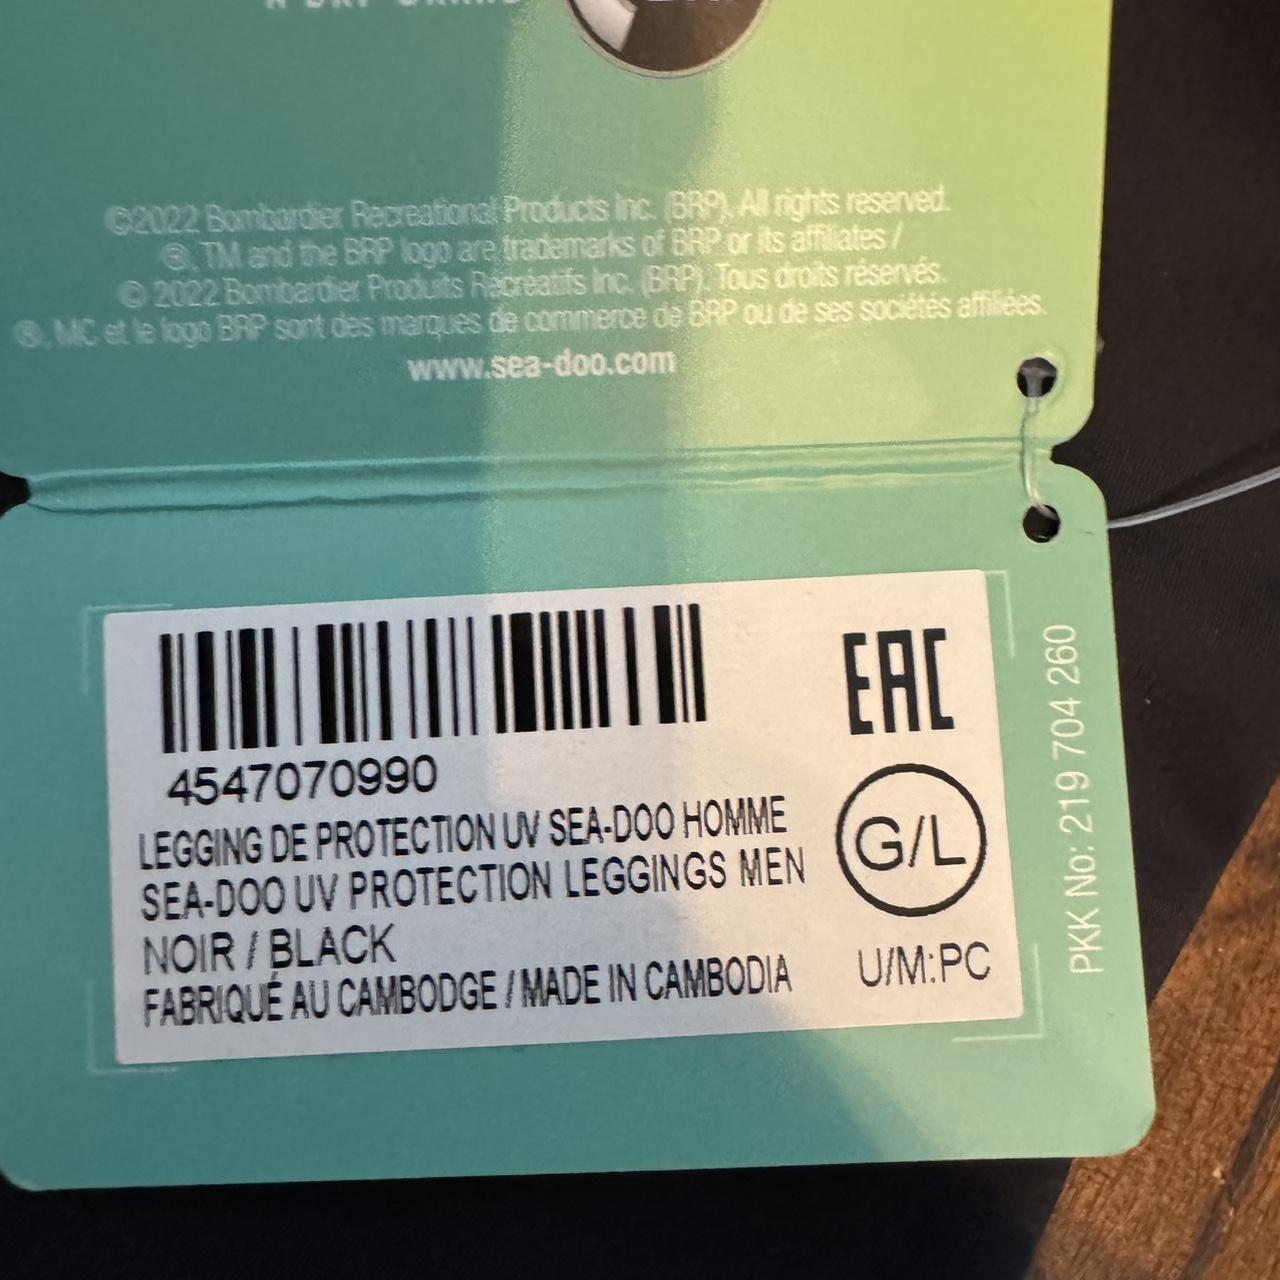 ©2022 Bombardier Recreational Products Inc. (BRP). All rights reserved.
®, TM and the BRP logo are trademarks of BRP or its affiliates /
© 2022 Bombardier Produits Récréatifs Inc. (BRP). Tous droits réservés.
®, MC et le logo BRP sont des marques de commerce de BRP ou de ses sociétés affiliées.
www.sea-doo.com
EAC
4547070990
LEGGING DE PROTECTION UV SEA-DOO HOMME
SEA-DOO UV PROTECTION LEGGINGS MEN
G/L
NOIR / BLACK
FABRIQUÉ AU CAMBODGE / MADE IN CAMBODIA
U/M:PC
PKK No: 219 704 260